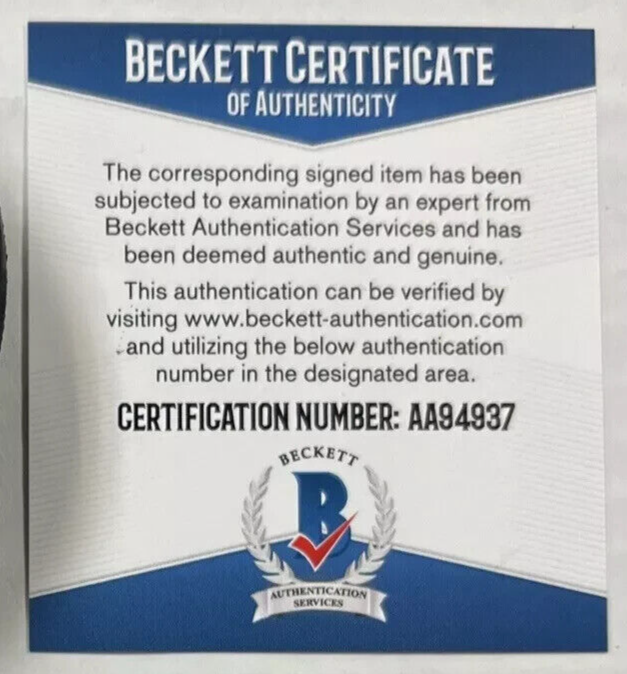 BECKETT CERTIFICATE
OF AUTHENTICITY
The corresponding signed item has been
subjected to examination by an expert from
Beckett Authentication Services and has
been deemed authentic and genuine.
This authentication can be verified by
visiting www.beckett-authentication.com
and utilizing the below authentication
number in the designated area.
CERTIFICATION NUMBER: AA94937
BECKETT
B
AUTHENTICATION
SERVICES